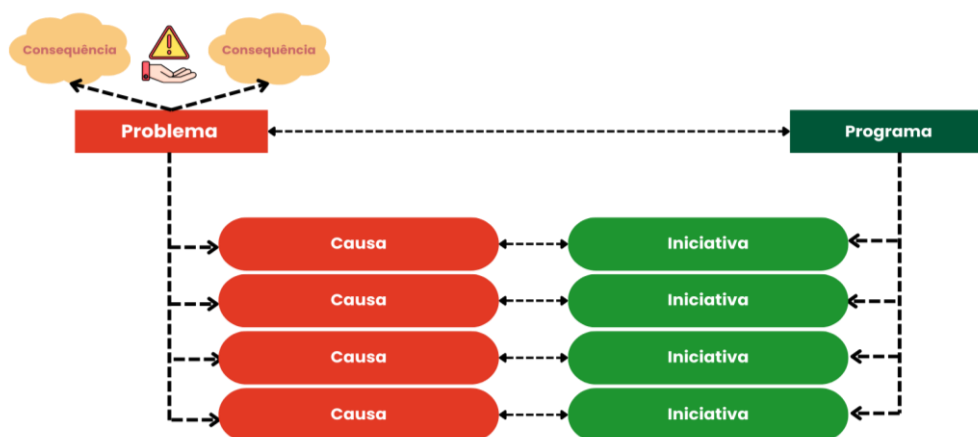 Consequência
Consequência
Problema
Programa
Causa
Iniciativa
Causa
Iniciativa
Causa
Iniciativa
Causa
Iniciativa